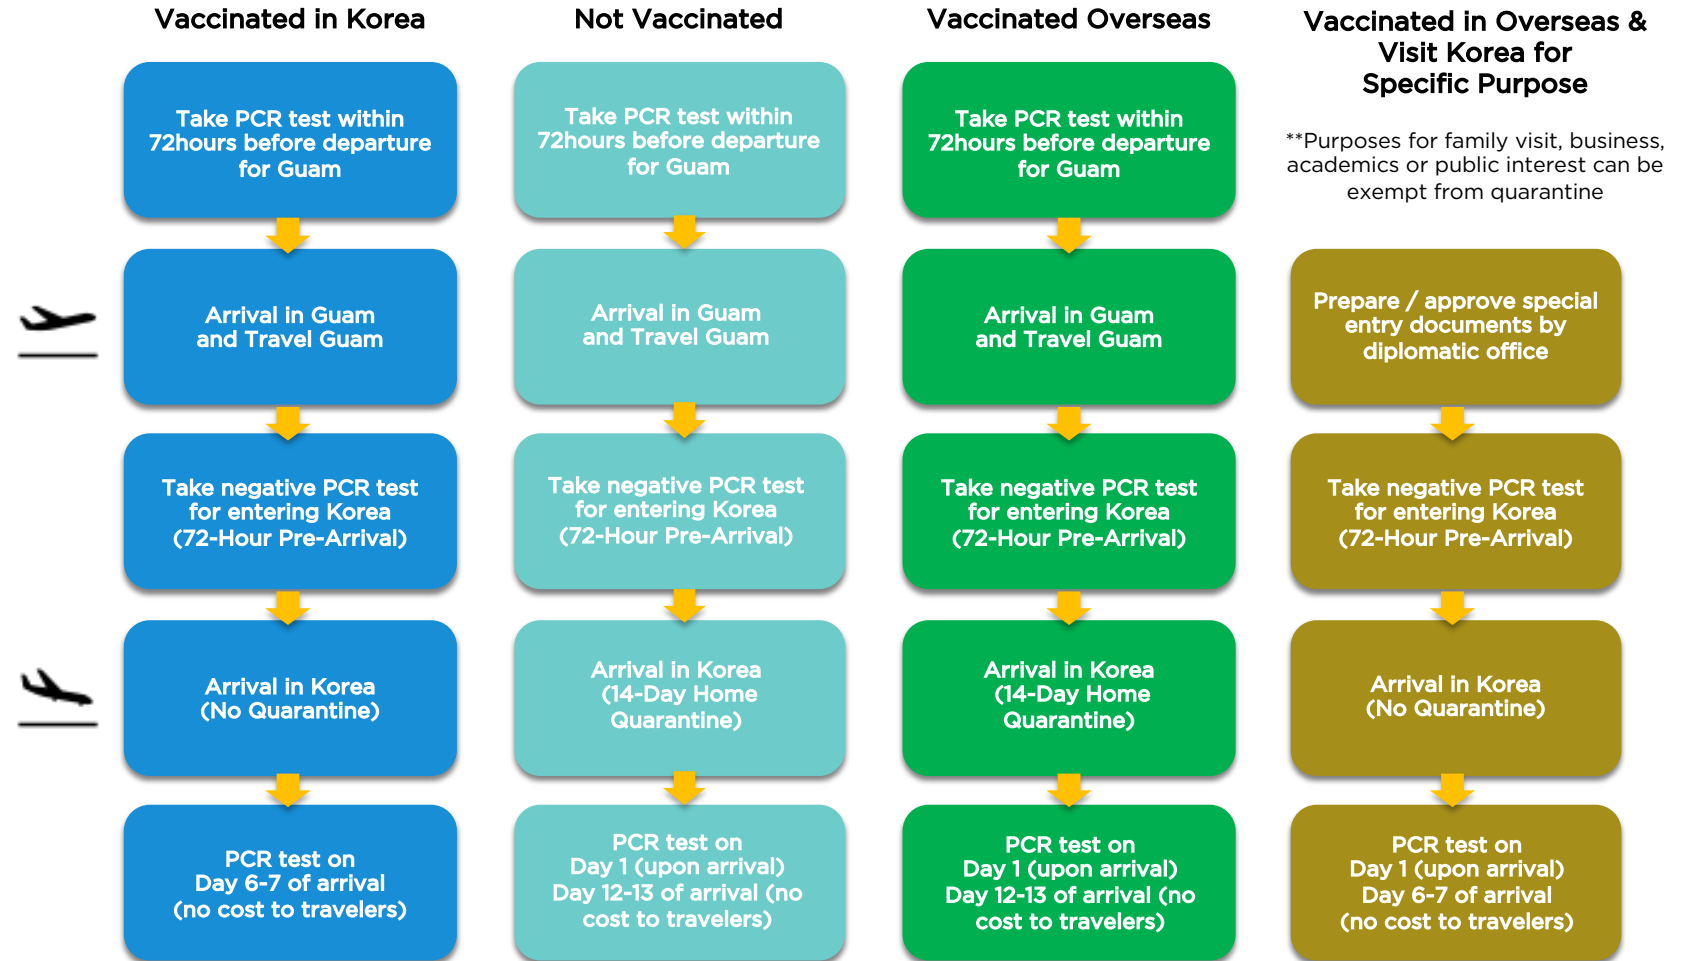 Vaccinated in Korea
Take PCR test within
72hours before departure
for Guam
Arrival in Guam
and Travel Guam
Take negative PCR test
for entering Korea
(72-Hour Pre-Arrival)
Arrival in Korea
(No Quarantine)
PCR test on
Day 6-7 of arrival
(no cost to travelers)
Not Vaccinated
Take PCR test within
72hours before departure
for Guam
Arrival in Guam
and Travel Guam
Take negative PCR test
for entering Korea
(72-Hour Pre-Arrival)
Arrival in Korea
(14-Day Home
Quarantine)
PCR test on
Day 1 (upon arrival)
Day 12-13 of arrival (no
cost to travelers)
Vaccinated Overseas
Take PCR test within
72hours before departure
for Guam
Arrival in Guam
and Travel Guam
Take negative PCR test
for entering Korea
(72-Hour Pre-Arrival)
Arrival in Korea
(14-Day Home
Quarantine)
PCR test on
Day 1 (upon arrival)
Day 12-13 of arrival (no
cost to travelers)
Vaccinated in Overseas &
Visit Korea for
Specific Purpose
**Purposes for family visit, business,
academics or public interest can be
exempt from quarantine
Prepare / approve special
entry documents by
diplomatic office
Take negative PCR test
for entering Korea
(72-Hour Pre-Arrival)
Arrival in Korea
(No Quarantine)
PCR test on
Day 1 (upon arrival)
Day 6-7 of arrival
(no cost to travelers)